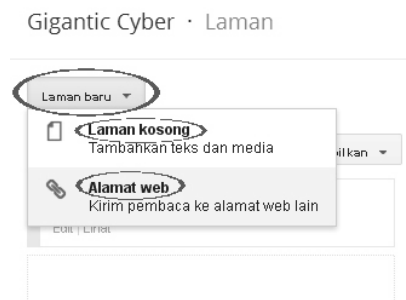 Gigantic Cyber · Laman
Laman baru
Laman kosong
Tambahkan teks dan media
bilkan
Alamat web
Kirim pembaca ke alamat web lain
Edit | Lihat